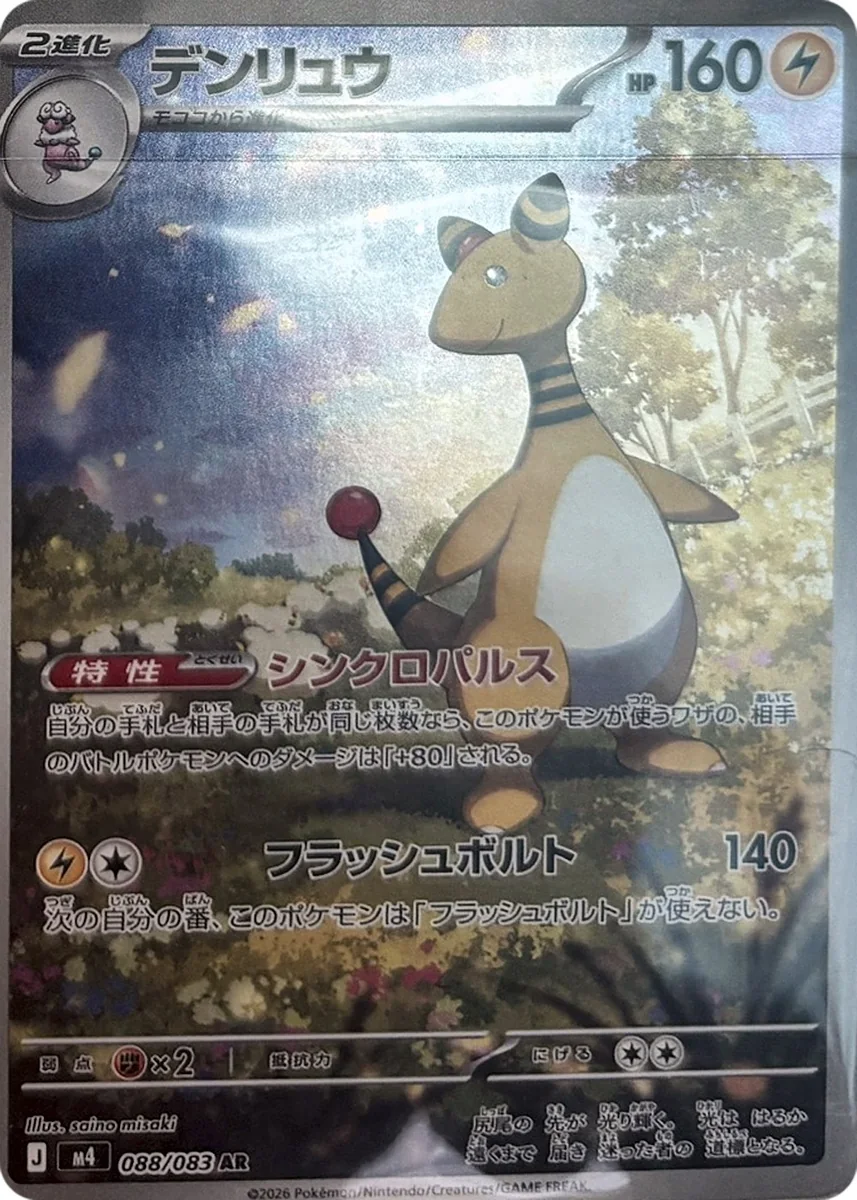 2進化
デンリュウ
HP 160
モココから進化
特性 とくせい シンクロパルス
自分の手札と相手の手札が同じ枚数なら、このポケモンが使うワザの、相手
のバトルポケモンへのダメージは「+80」される。
フラッシュボルト 140
次の自分の番、このポケモンは「フラッシュボルト」が使えない。
弱点 ×2 抵抗力 にげる
Illus. saino misaki
尻尾の 先が 光り輝く。 光は はるか
遠くまで 届き 迷った者の 道標となる。
J M4 088/083 AR
©2026 Pokémon/Nintendo/Creatures/GAME FREAK.